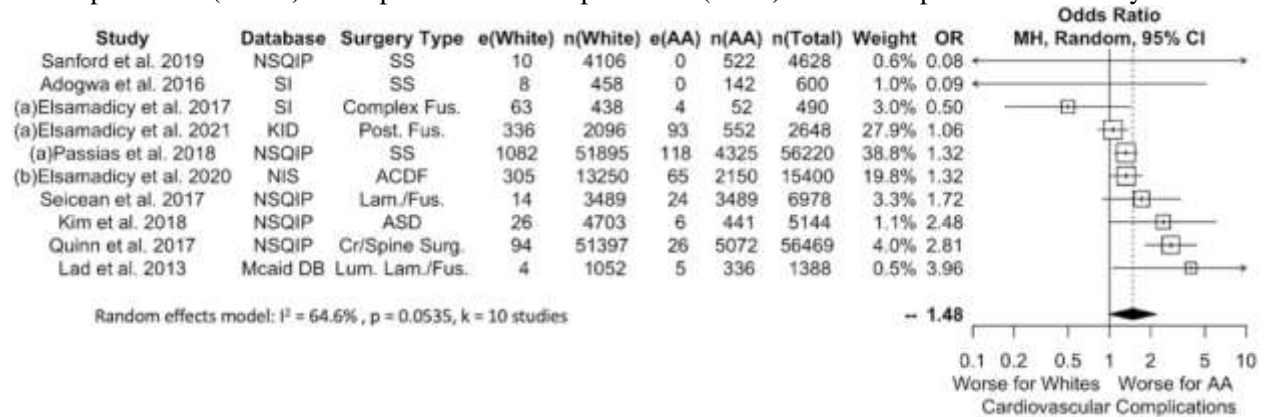 Odds Ratio
Study Database Surgery Type e(White) n(White) e(AA) n(AA) n(Total) Weight OR MH, Random, 95% CI
Sanford et al. 2019 NSQIP SS 10 4106 0 522 4628 0.6% 0.08
Adogwa et al. 2016 SI SS 8 458 0 142 600 1.0% 0.09
(a)Elsamadicy et al. 2017 SI Complex Fus. 63 438 4 52 490 3.0% 0.50
(a)Elsamadicy et al. 2021 KID Post. Fus. 336 2096 93 552 2648 27.9% 1.06
(a)Passias et al. 2018 NSQIP SS 1082 51895 118 4325 56220 38.8% 1.32
(b)Elsamadicy et al. 2020 NIS ACDF 305 13250 65 2150 15400 19.8% 1.32
Seicean et al. 2017 NSQIP Lam./Fus. 14 3489 24 3489 6978 3.3% 1.72
Kim et al. 2018 NSQIP ASD 26 4703 6 441 5144 1.1% 2.48
Quinn et al. 2017 NSQIP Cr/Spine Surg. 94 51397 26 5072 56469 4.0% 2.81
Lad et al. 2013 Mcaid DB Lum. Lam./Fus. 4 1052 5 336 1388 0.5% 3.96
Random effects model: I² = 64.6% , p = 0.0535, k = 10 studies -- 1.48
0.1 0.2 0.5 1 2 5 10
Worse for Whites Worse for AA
Cardiovascular Complications